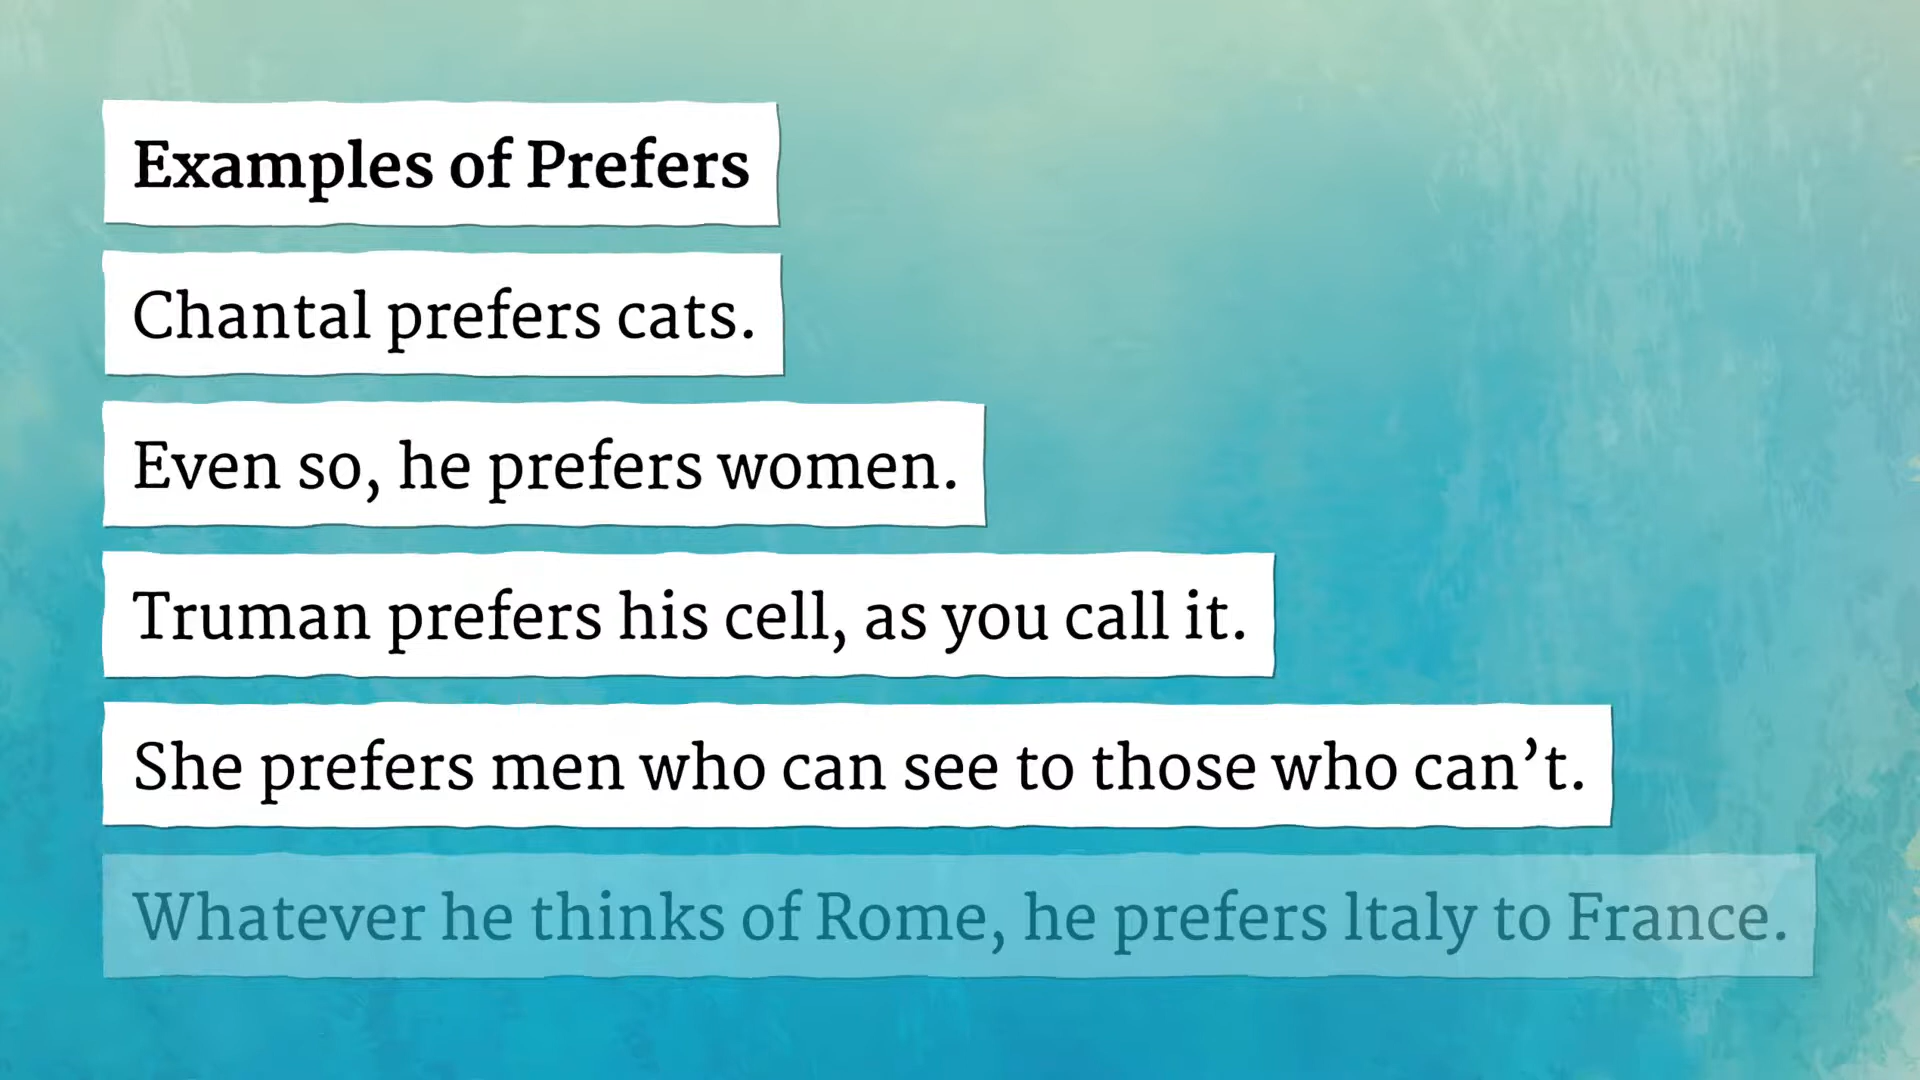 Examples of Prefers
Chantal prefers cats.
Even so, he prefers women.
Truman prefers his cell, as you call it.
She prefers men who can see to those who can’t.
Whatever he thinks of Rome, he prefers Italy to France.